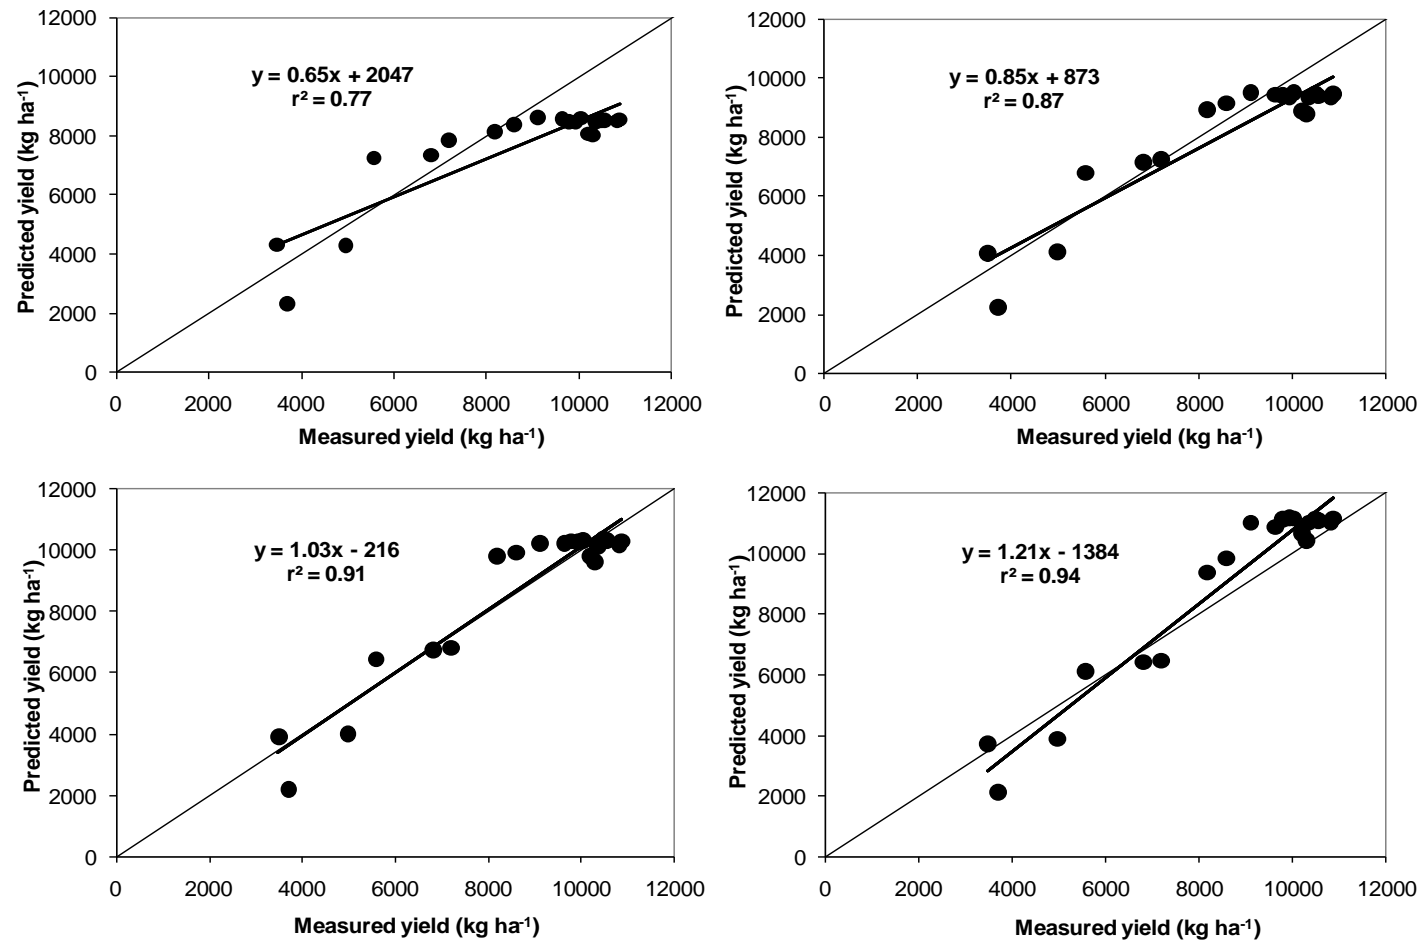 12000
10000
8000
6000
4000
2000
0
Predicted yield (kg ha⁻¹)
y = 0.65x + 2047
r² = 0.77
0 2000 4000 6000 8000 10000 12000
Measured yield (kg ha⁻¹)
12000
10000
8000
6000
4000
2000
0
Predicted yield (kg ha⁻¹)
y = 0.85x + 873
r² = 0.87
0 2000 4000 6000 8000 10000 12000
Measured yield (kg ha⁻¹)
12000
10000
8000
6000
4000
2000
0
Predicted yield (kg ha⁻¹)
y = 1.03x - 216
r² = 0.91
0 2000 4000 6000 8000 10000 12000
Measured yield (kg ha⁻¹)
12000
10000
8000
6000
4000
2000
0
Predicted yield (kg ha⁻¹)
y = 1.21x - 1384
r² = 0.94
0 2000 4000 6000 8000 10000 12000
Measured yield (kg ha⁻¹)